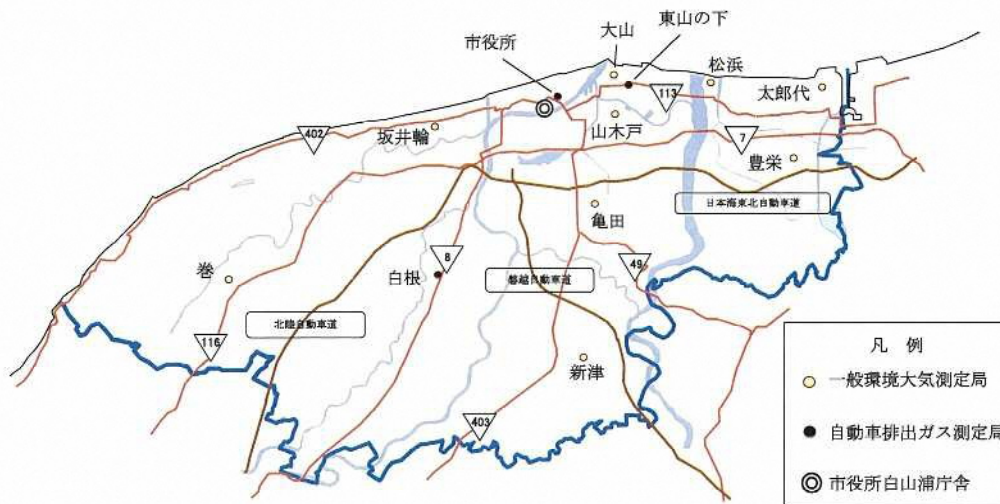 東山の下
大山
市役所
松浜
太郎代
113
402
坂井輪
山木戸
7
豊栄
日本海東北自動車道
亀田
巻
白根
8
磐越自動車道
49
北陸自動車道
116
新津
403
凡 例
一般環境大気測定局
自動車排出ガス測定局
市役所白山浦庁舎